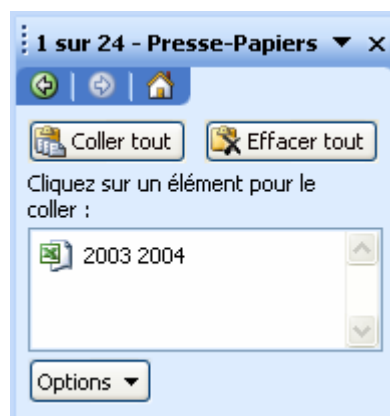 1 sur 24 - Presse-Papiers
Coller tout Effacer tout
Cliquez sur un élément pour le
coller :
2003 2004
Options